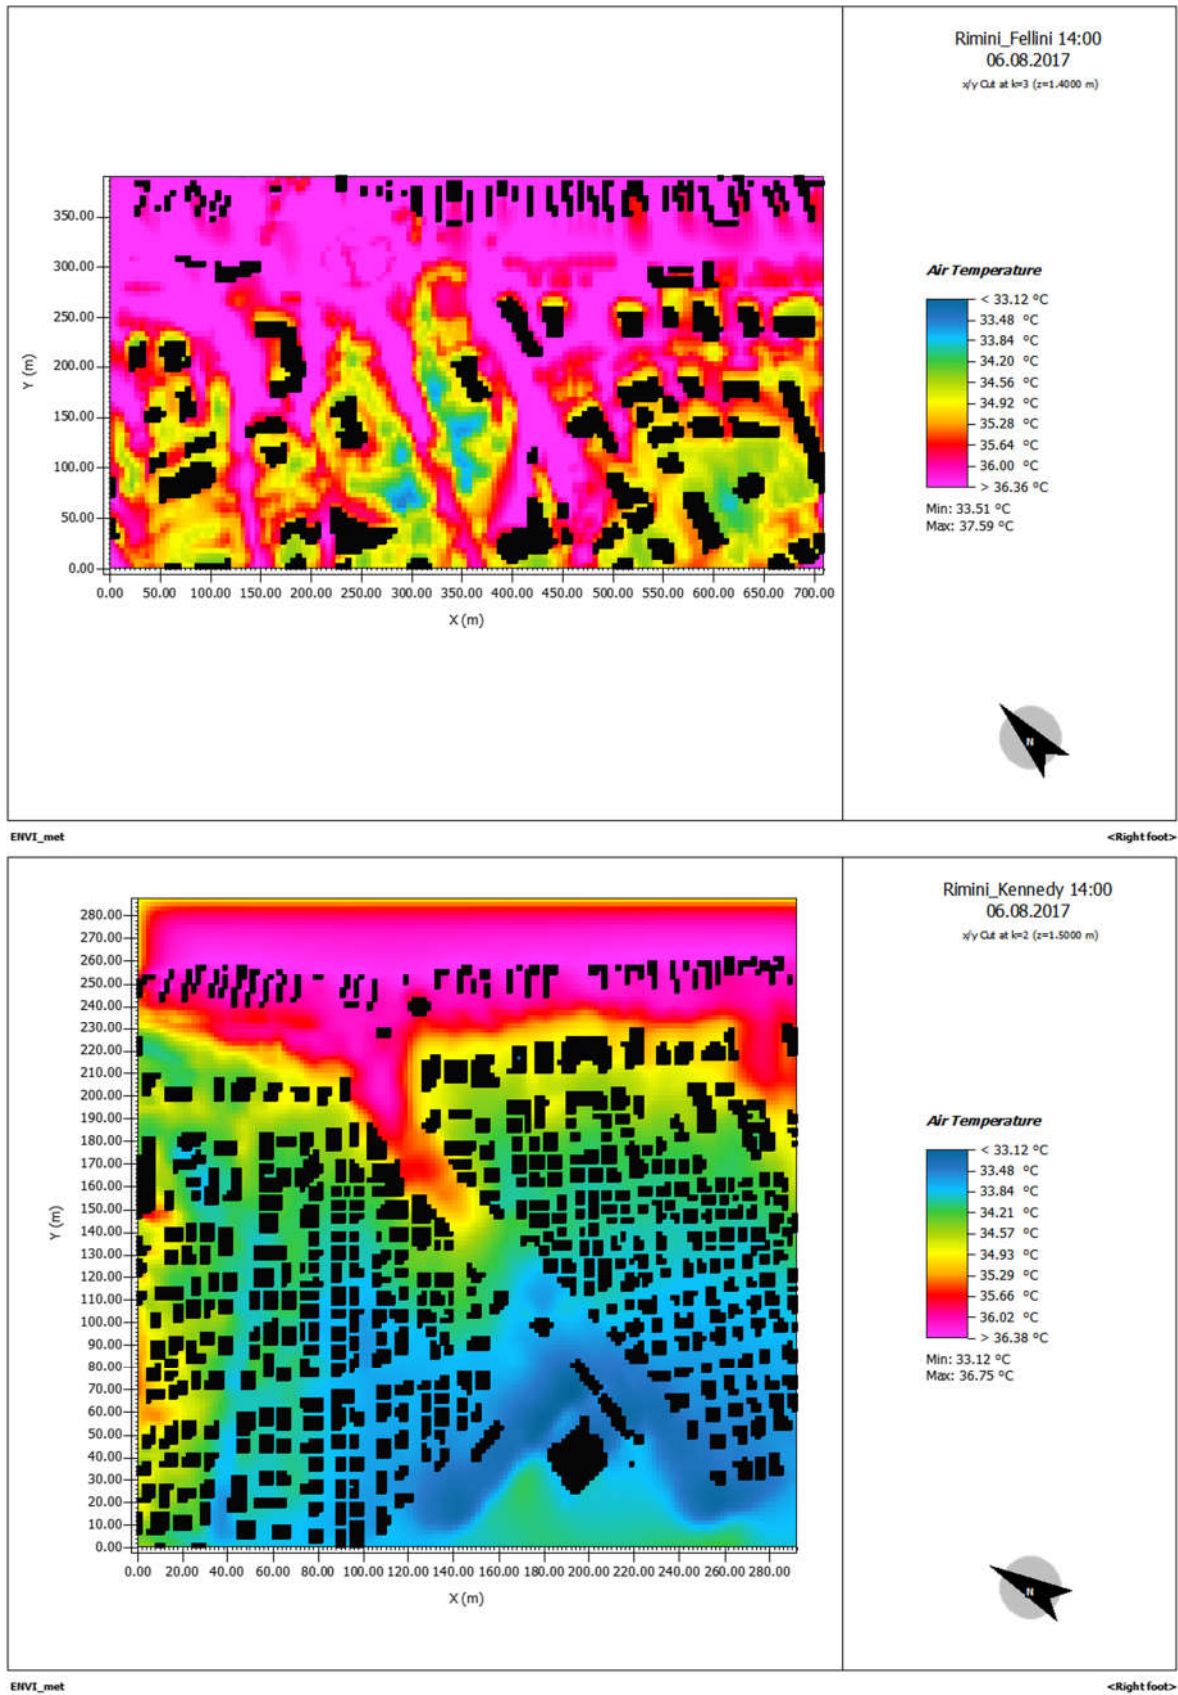 Rimini_Fellini 14:00
06.08.2017
x/y Cut at k=3 (z=1.4000 m)
350.00
300.00
250.00
200.00
150.00
100.00
50.00
0.00
Y (m)
0.00 50.00 100.00 150.00 200.00 250.00 300.00 350.00 400.00 450.00 500.00 550.00 600.00 650.00 700.00
X (m)
Air Temperature
< 33.12 °C
33.48 °C
33.84 °C
34.20 °C
34.56 °C
34.92 °C
35.28 °C
35.64 °C
36.00 °C
> 36.36 °C
Min: 33.51 °C
Max: 37.59 °C
N
ENVI_met
<Right foot>
Rimini_Kennedy 14:00
06.08.2017
x/y Cut at k=2 (z=1.5000 m)
280.00
270.00
260.00
250.00
240.00
230.00
220.00
210.00
200.00
190.00
180.00
170.00
160.00
150.00
140.00
130.00
120.00
110.00
100.00
90.00
80.00
70.00
60.00
50.00
40.00
30.00
20.00
10.00
0.00
Y (m)
0.00 20.00 40.00 60.00 80.00 100.00 120.00 140.00 160.00 180.00 200.00 220.00 240.00 260.00 280.00
X (m)
Air Temperature
< 33.12 °C
33.48 °C
33.84 °C
34.21 °C
34.57 °C
34.93 °C
35.29 °C
35.66 °C
36.02 °C
> 36.38 °C
Min: 33.12 °C
Max: 36.75 °C
N
ENVI_met
<Right foot>